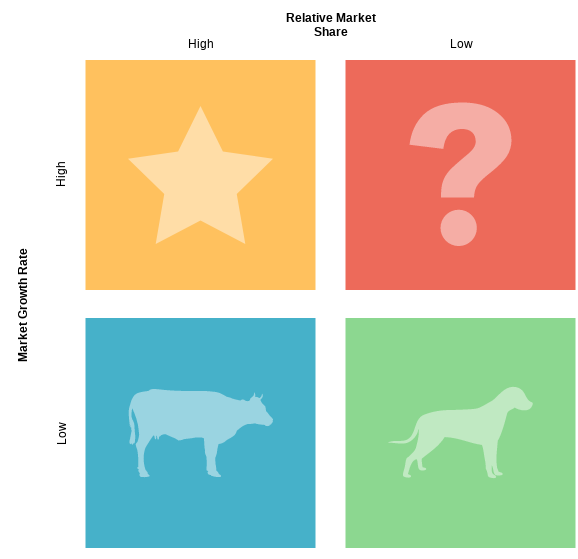 Relative Market
Share
High
Low
High
?
Market Growth Rate
Low